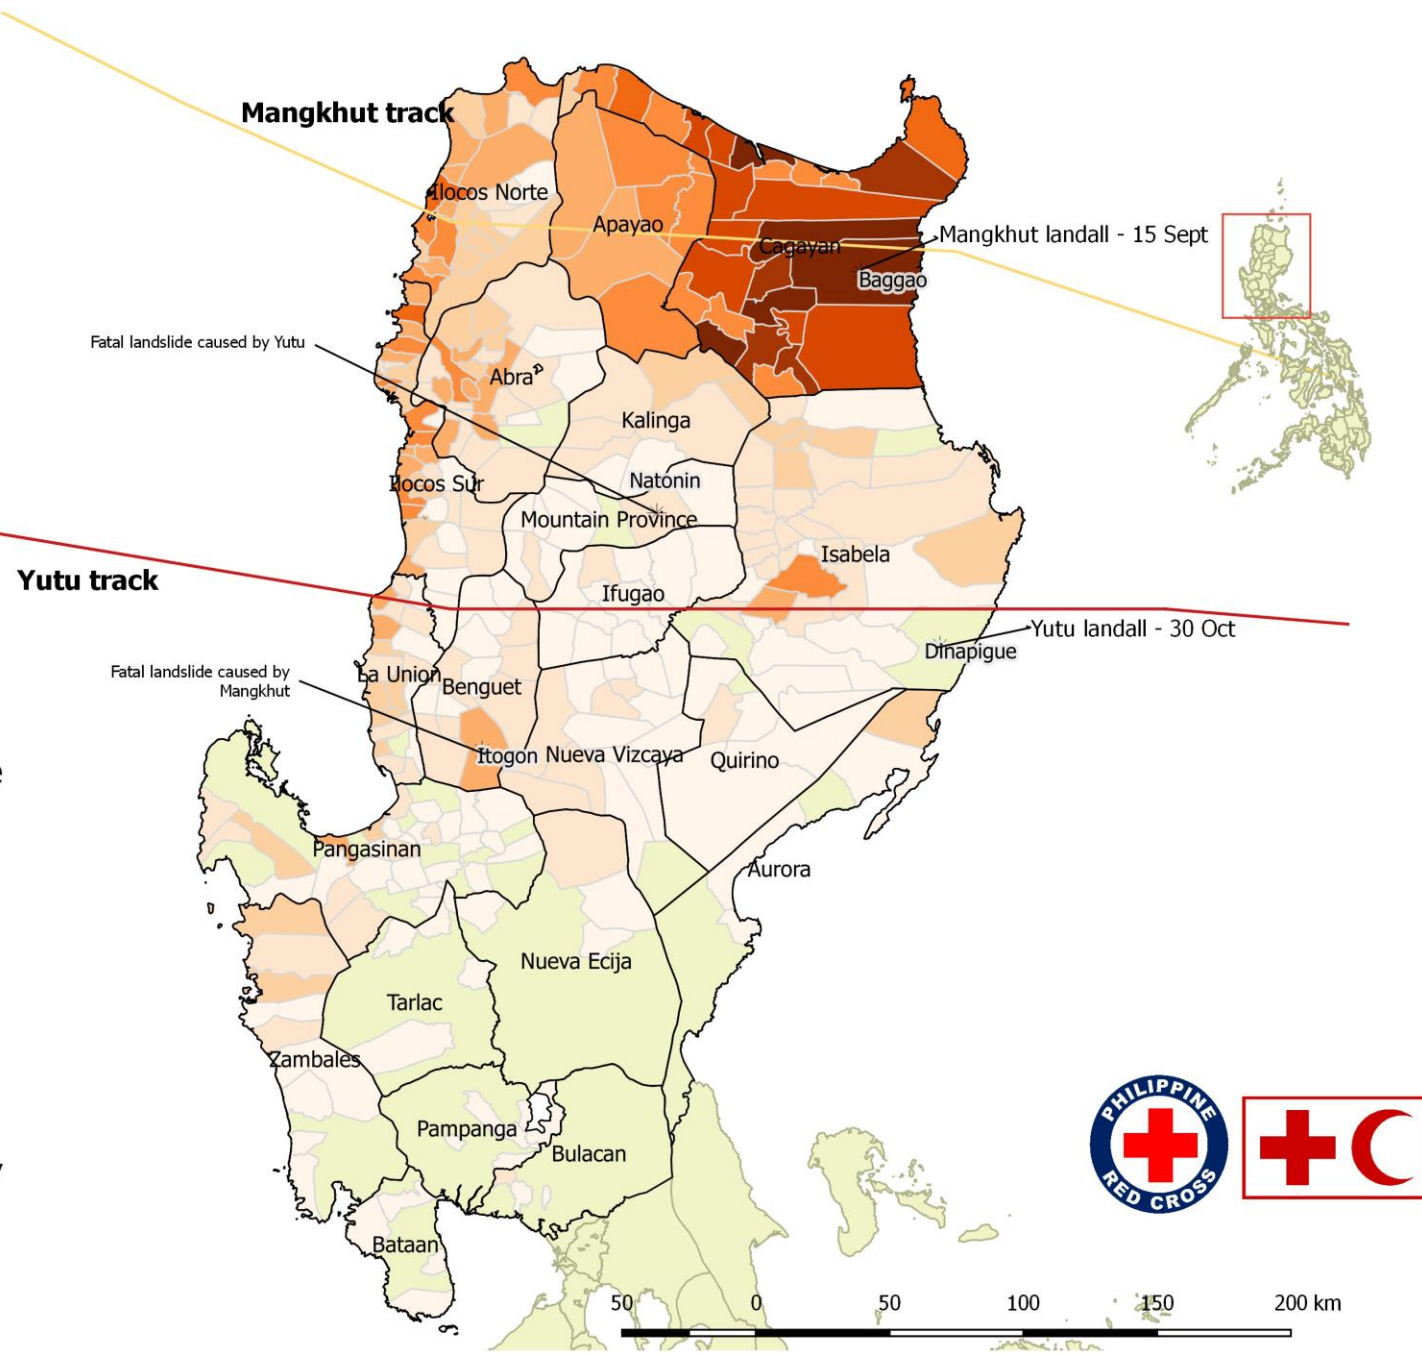 Mangkhut track
Ilocos Norte
Apayao
Cagayan
Mangkhut landall - 15 Sept
Baggao
Fatal landslide caused by Yutu
Abra
Kalinga
Natonin
Ilocos Sur
Mountain Province
Isabela
Yutu track
Ifugao
Yutu landall - 30 Oct
Dinapigue
Fatal landslide caused by
Mangkhut
La Union
Benguet
Itogon
Nueva Vizcaya
Quirino
Pangasinan
Aurora
Nueva Ecija
Tarlac
Zambales
Pampanga
Bulacan
Bataan
PHILIPPINE
RED CROSS
50 0 50 100 150 200 km